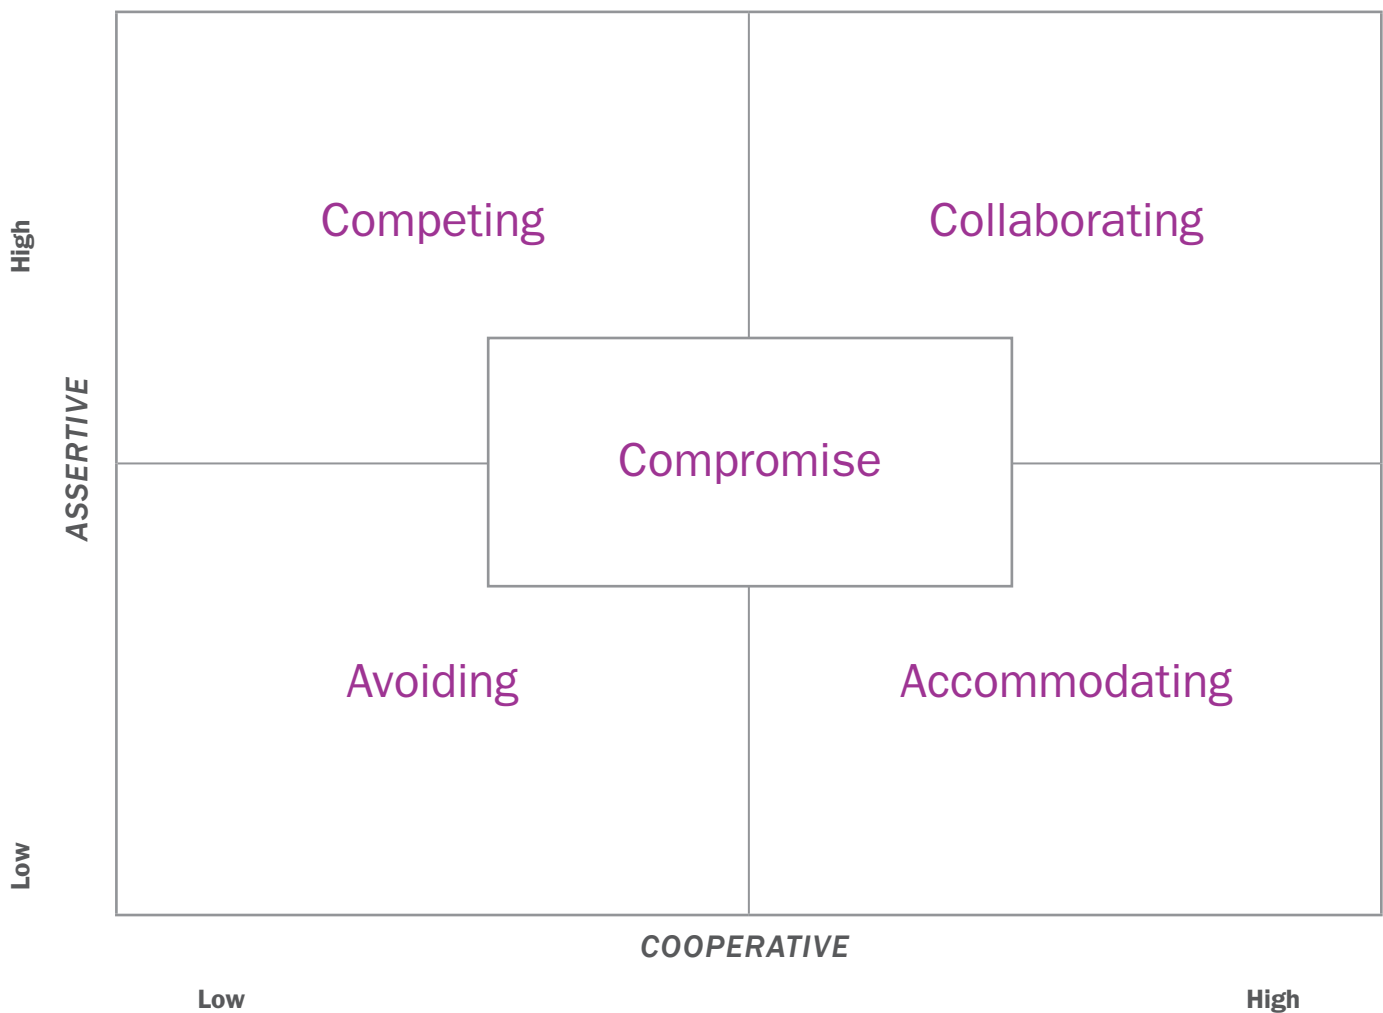 Competing
Collaborating
High
Compromise
ASSERTIVE
Avoiding
Accommodating
Low
COOPERATIVE
Low
High